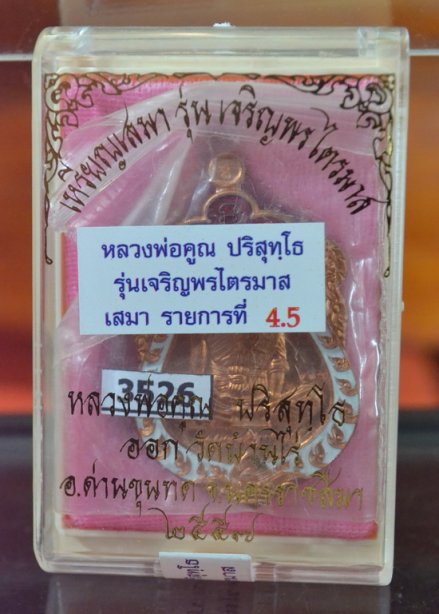 เหรียญเสมา รุ่น เจริญพรไตรมาส
หลวงพ่อคูณ ปริสุทฺโธ
รุ่นเจริญพรไตรมาส
เสมา รายการที่ 4.5
3526
หลวงพ่อคูณ ปริสุทฺโธ
ออก วัดบ้านไร่
อ.ด่านขุนทด จ.นครราชสีมา
๒๕๕๗